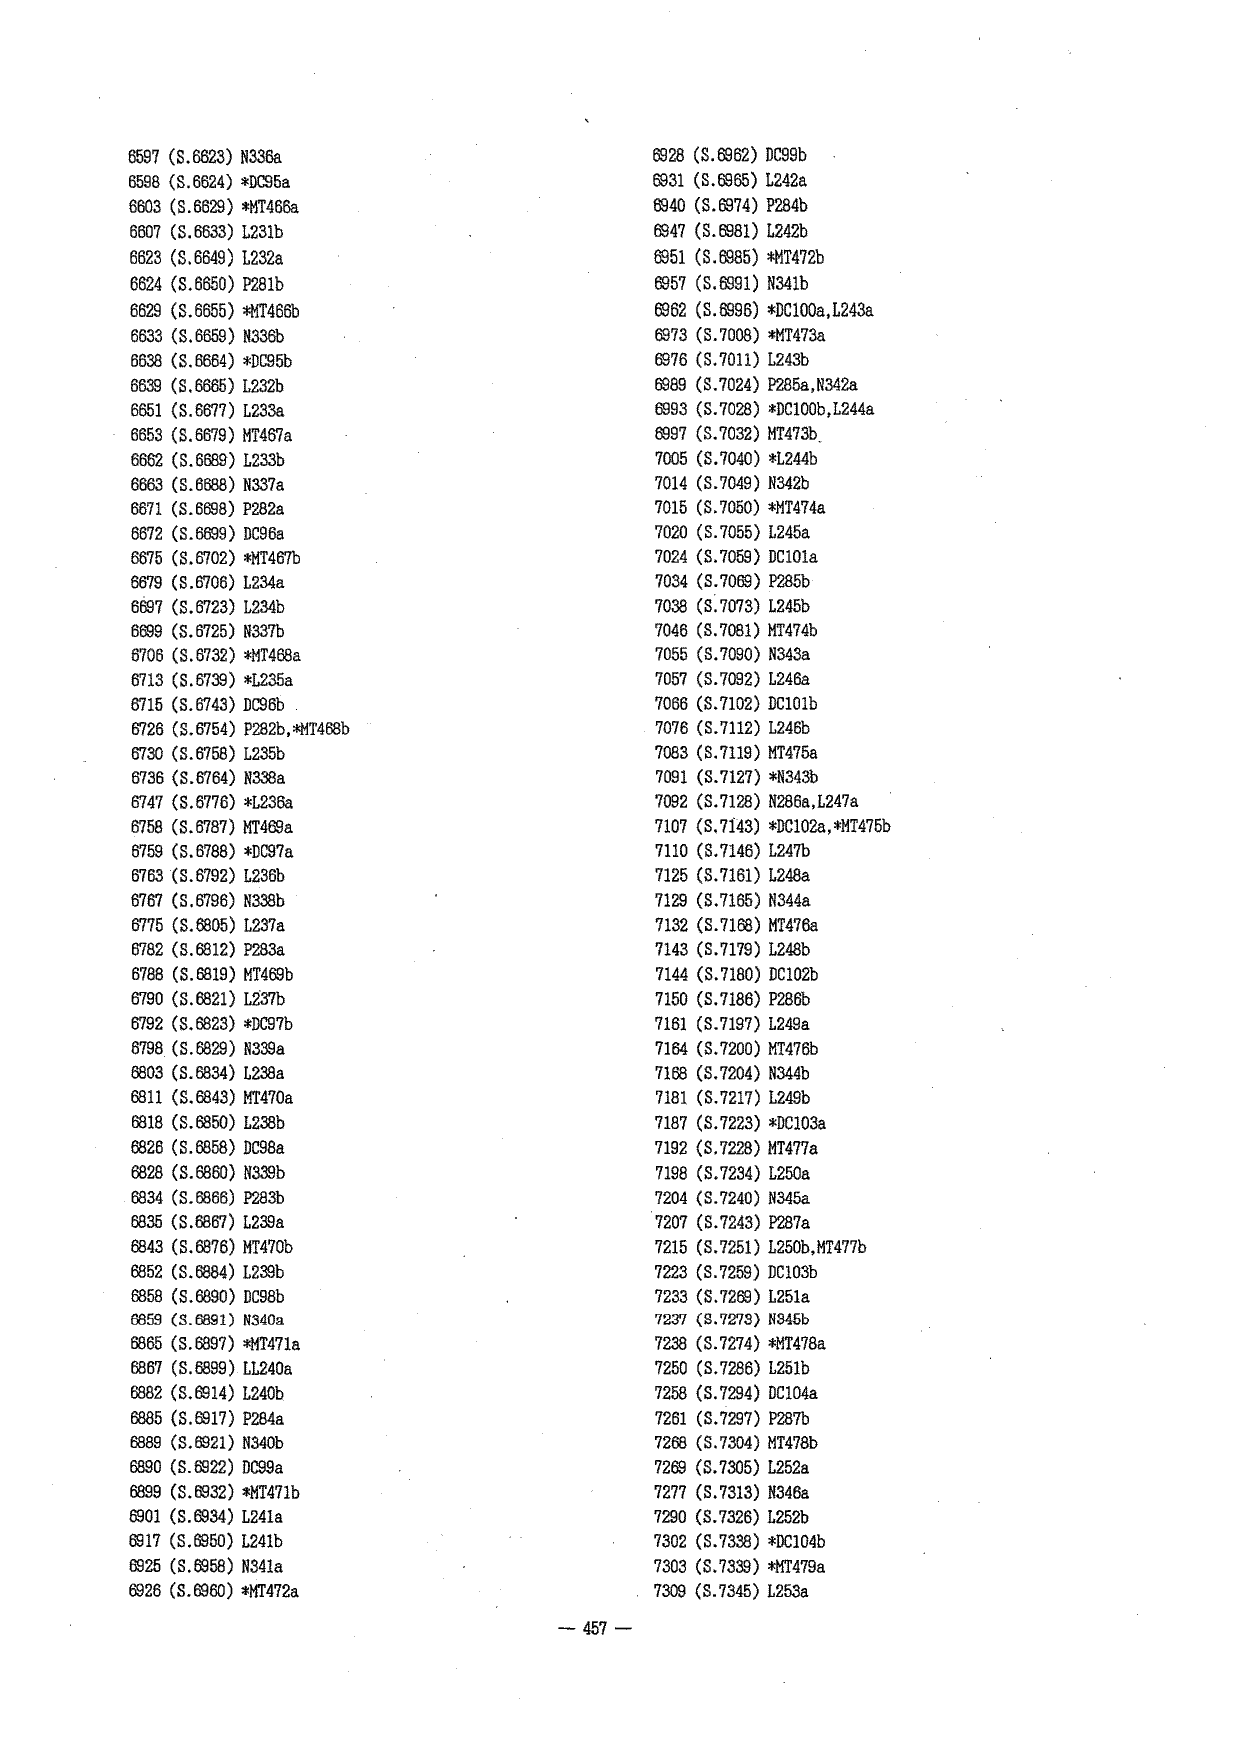 6597 (S.6623) N336a
6598 (S.6624) *DC95a
6603 (S.6629) *MT466a
6607 (S.6633) L231b
6623 (S.6649) L232a
6624 (S.6650) P281b
6629 (S.6655) *MT466b
6633 (S.6659) N336b
6638 (S.6664) *DC95b
6639 (S.6665) L232b
6651 (S.6677) L233a
6653 (S.6679) MT467a
6662 (S.6689) L233b
6663 (S.6688) N337a
6671 (S.6698) P282a
6672 (S.6699) DC96a
6675 (S.6702) *MT467b
6679 (S.6706) L234a
6697 (S.6723) L234b
6699 (S.6725) N337b
6706 (S.6732) *MT468a
6713 (S.6739) *L235a
6715 (S.6743) DC96b
6726 (S.6754) P282b,*MT468b
6730 (S.6758) L235b
6736 (S.6764) N338a
6747 (S.6776) *L236a
6758 (S.6787) MT469a
6759 (S.6788) *DC97a
6763 (S.6792) L236b
6767 (S.6796) N338b
6775 (S.6805) L237a
6782 (S.6812) P283a
6788 (S.6819) MT469b
6790 (S.6821) L237b
6792 (S.6823) *DC97b
6798 (S.6829) N339a
6803 (S.6834) L238a
6811 (S.6843) MT470a
6818 (S.6850) L238b
6826 (S.6858) DC98a
6828 (S.6860) N339b
6834 (S.6866) P283b
6835 (S.6867) L239a
6843 (S.6876) MT470b
6852 (S.6884) L239b
6858 (S.6890) DC98b
6859 (S.6891) N340a
6865 (S.6897) *MT471a
6867 (S.6899) LL240a
6882 (S.6914) L240b
6885 (S.6917) P284a
6889 (S.6921) N340b
6890 (S.6922) DC99a
6899 (S.6932) *MT471b
6901 (S.6934) L241a
6917 (S.6950) L241b
6925 (S.6958) N341a
6926 (S.6960) *MT472a
6928 (S.6962) DC99b
6931 (S.6965) L242a
6940 (S.6974) P284b
6947 (S.6981) L242b
6951 (S.6985) *MT472b
6957 (S.6991) N341b
6962 (S.6996) *DC100a,L243a
6973 (S.7008) *MT473a
6976 (S.7011) L243b
6989 (S.7024) P285a,N342a
6993 (S.7028) *DC100b,L244a
6997 (S.7032) MT473b
7005 (S.7040) *L244b
7014 (S.7049) N342b
7015 (S.7050) *MT474a
7020 (S.7055) L245a
7024 (S.7059) DC101a
7034 (S.7069) P285b
7038 (S.7073) L245b
7046 (S.7081) MT474b
7055 (S.7090) N343a
7057 (S.7092) L246a
7066 (S.7102) DC101b
7076 (S.7112) L246b
7083 (S.7119) MT475a
7091 (S.7127) *N343b
7092 (S.7128) N286a,L247a
7107 (S.7143) *DC102a,*MT475b
7110 (S.7146) L247b
7125 (S.7161) L248a
7129 (S.7165) N344a
7132 (S.7168) MT476a
7143 (S.7179) L248b
7144 (S.7180) DC102b
7150 (S.7186) P286b
7161 (S.7197) L249a
7164 (S.7200) MT476b
7168 (S.7204) N344b
7181 (S.7217) L249b
7187 (S.7223) *DC103a
7192 (S.7228) MT477a
7198 (S.7234) L250a
7204 (S.7240) N345a
7207 (S.7243) P287a
7215 (S.7251) L250b,MT477b
7223 (S.7259) DC103b
7233 (S.7269) L251a
7237 (S.7273) N345b
7238 (S.7274) *MT478a
7250 (S.7286) L251b
7258 (S.7294) DC104a
7261 (S.7297) P287b
7268 (S.7304) MT478b
7269 (S.7305) L252a
7277 (S.7313) N346a
7290 (S.7326) L252b
7302 (S.7338) *DC104b
7303 (S.7339) *MT479a
7309 (S.7345) L253a
— 457 —